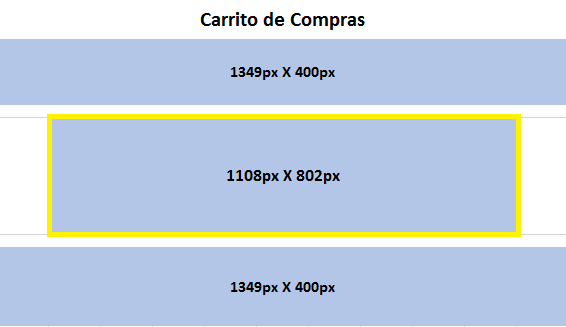 Carrito de Compras
1349px X 400px
1108px X 802px
1349px X 400px